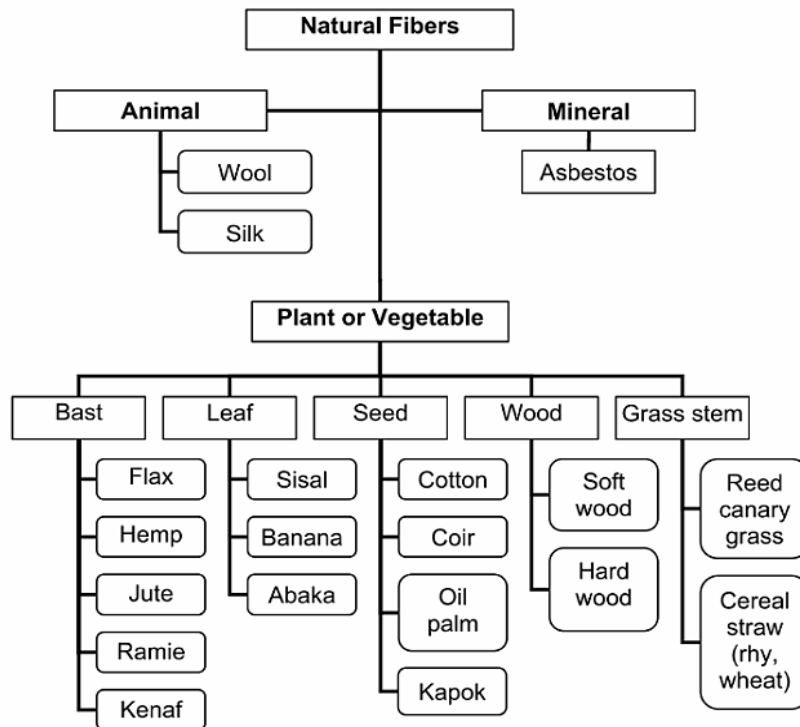 Natural Fibers
Animal
Mineral
Wool
Asbestos
Silk
Plant or Vegetable
Bast
Leaf
Seed
Wood
Grass stem
Flax
Hemp
Jute
Ramie
Kenaf
Sisal
Banana
Abaka
Cotton
Coir
Oil
palm
Kapok
Soft
wood
Hard
wood
Reed
canary
grass
Cereal
straw
(rhy,
wheat)